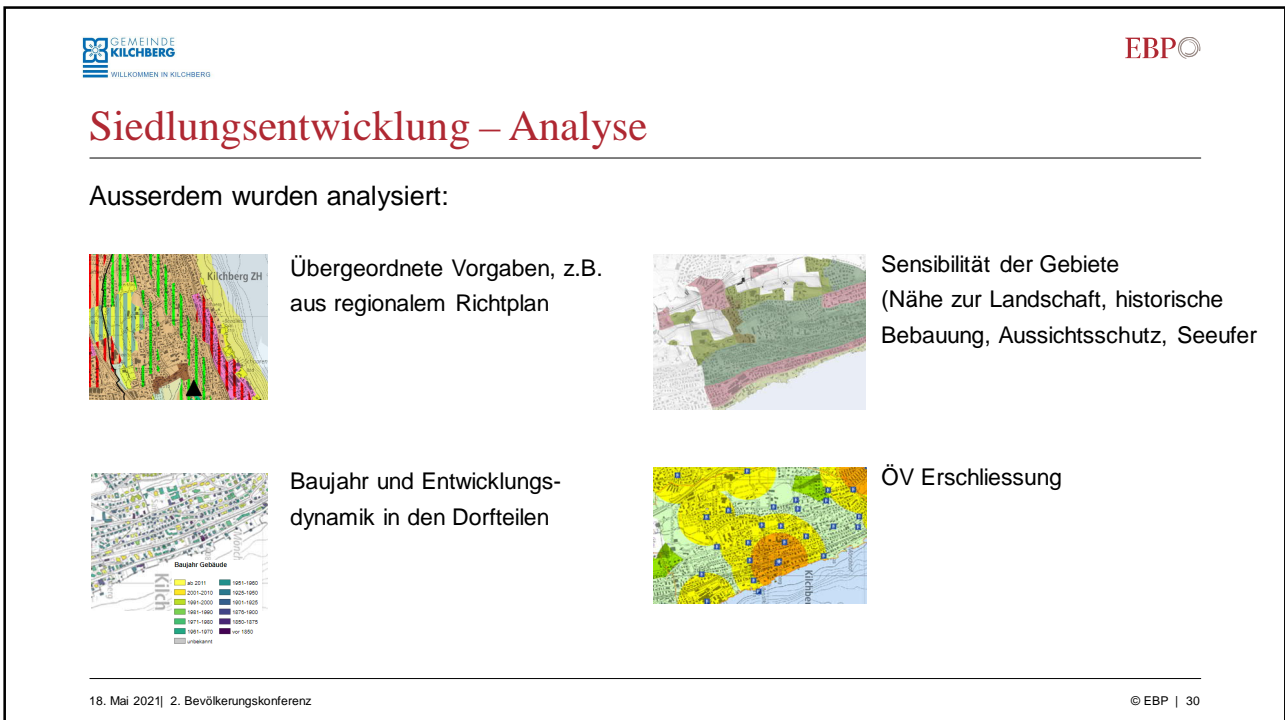 GEMEINDE
KILCHBERG
WILLKOMMEN IN KILCHBERG
EBP
Siedlungsentwicklung – Analyse
Ausserdem wurden analysiert:
Kilchberg ZH
Übergeordnete Vorgaben, z.B.
aus regionalem Richtplan
Sensibilität der Gebiete
(Nähe zur Landschaft, historische
Bebauung, Aussichtsschutz, Seeufer
Baujahr und Entwicklungs-
dynamik in den Dorfteilen
Kilch
Baujahr Gebäude
ab 2011
2001-2010
1991-2000
1981-1990
1971-1980
1961-1970
unbekannt
1951-1960
1926-1950
1901-1925
1876-1900
1850-1875
vor 1850
ÖV Erschliessung
18. Mai 2021| 2. Bevölkerungskonferenz
© EBP | 30